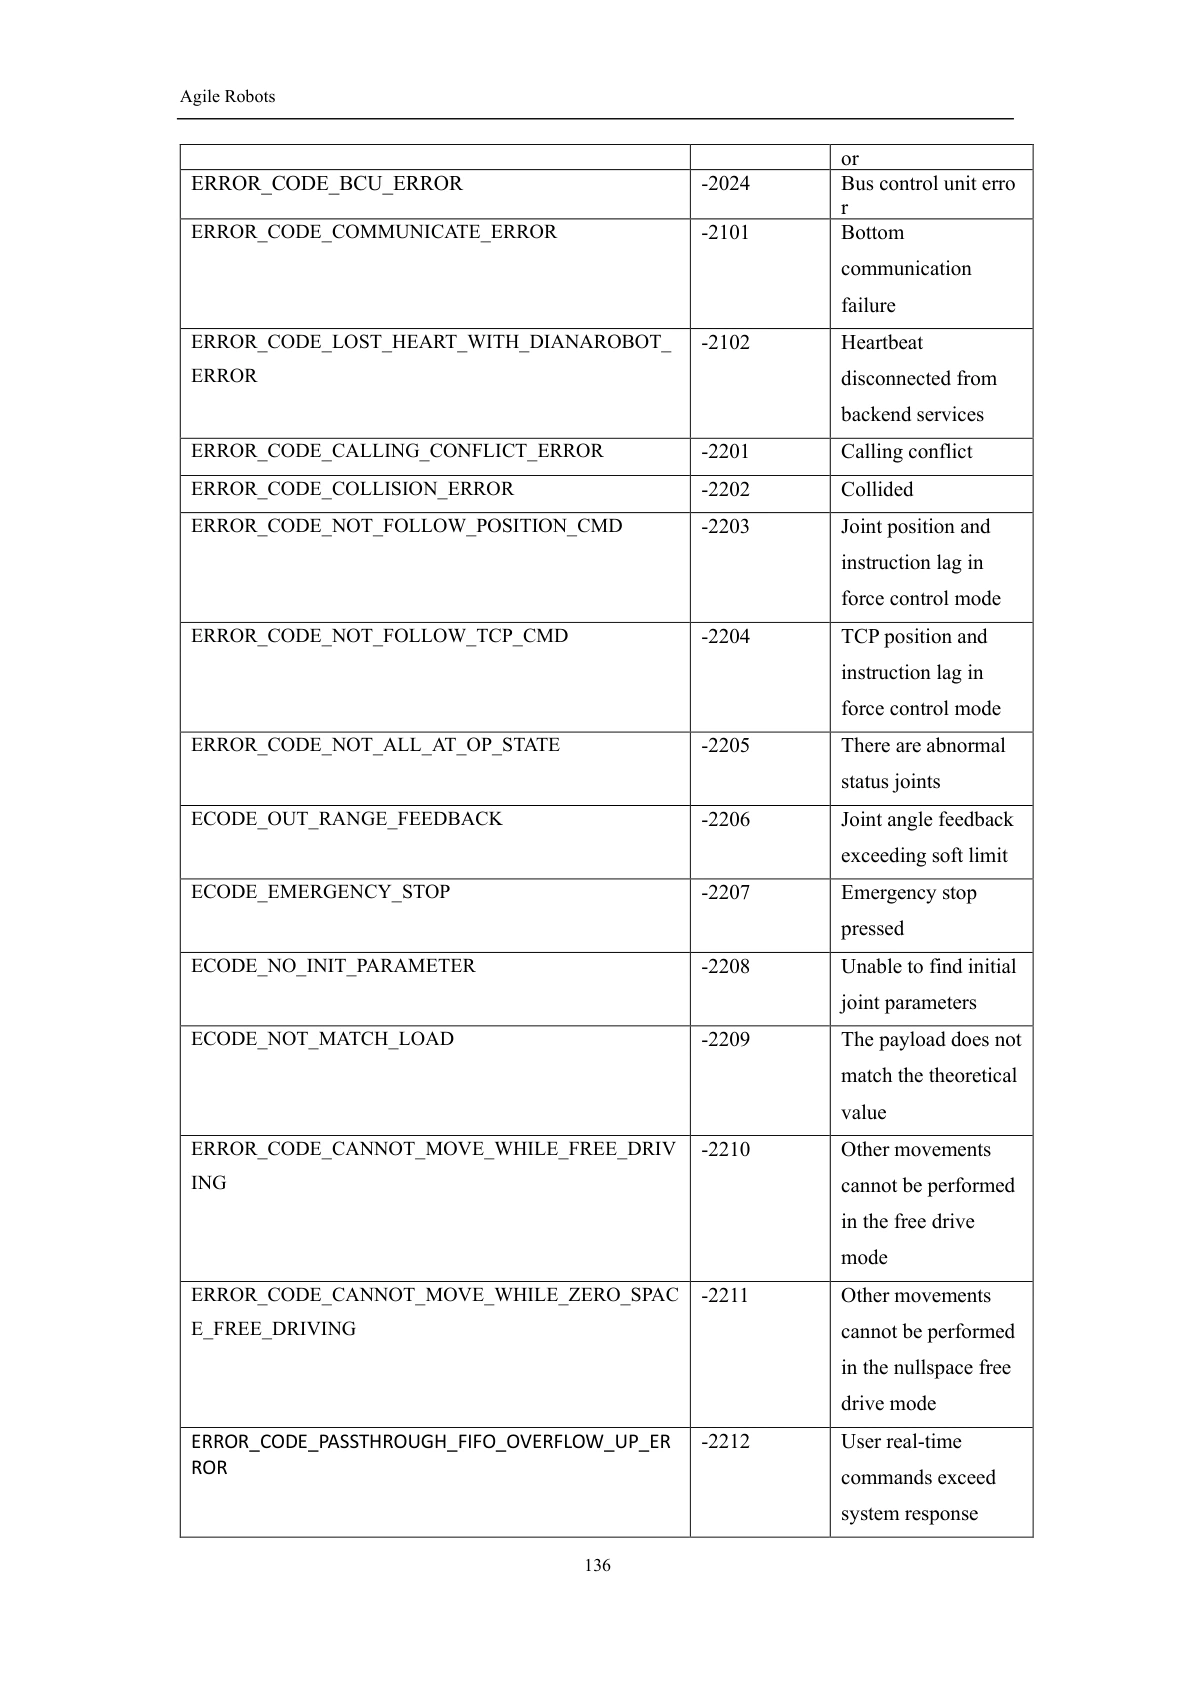 Agile Robots
or
ERROR_CODE_BCU_ERROR -2024 Bus control unit erro
r
ERROR_CODE_COMMUNICATE_ERROR -2101 Bottom
communication
failure
ERROR_CODE_LOST_HEART_WITH_DIANAROBOT_ -2102 Heartbeat
ERROR disconnected from
backend services
ERROR_CODE_CALLING_CONFLICT_ERROR -2201 Calling conflict
ERROR_CODE_COLLISION_ERROR -2202 Collided
ERROR_CODE_NOT_FOLLOW_POSITION_CMD -2203 Joint position and
instruction lag in
force control mode
ERROR_CODE_NOT_FOLLOW_TCP_CMD -2204 TCP position and
instruction lag in
force control mode
ERROR_CODE_NOT_ALL_AT_OP_STATE -2205 There are abnormal
status joints
ECODE_OUT_RANGE_FEEDBACK -2206 Joint angle feedback
exceeding soft limit
ECODE_EMERGENCY_STOP -2207 Emergency stop
pressed
ECODE_NO_INIT_PARAMETER -2208 Unable to find initial
joint parameters
ECODE_NOT_MATCH_LOAD -2209 The payload does not
match the theoretical
value
ERROR_CODE_CANNOT_MOVE_WHILE_FREE_DRIV -2210 Other movements
ING cannot be performed
in the free drive
mode
ERROR_CODE_CANNOT_MOVE_WHILE_ZERO_SPAC -2211 Other movements
E_FREE_DRIVING cannot be performed
in the nullspace free
drive mode
ERROR_CODE_PASSTHROUGH_FIFO_OVERFLOW_UP_ER -2212 User real-time
ROR commands exceed
system response
136